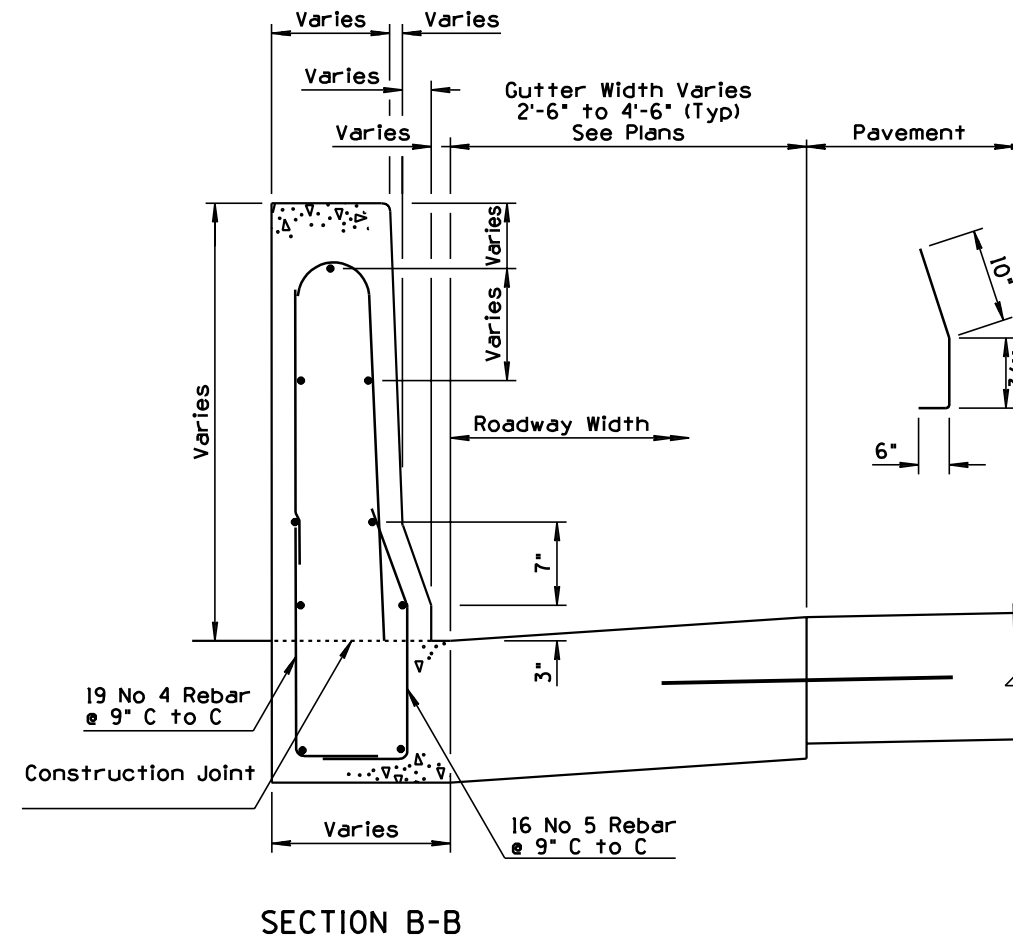 Varies
Varies
Varies
Gutter Width Varies
2'-6" to 4'-6" (Typ)
See Plans
Varies
Pavement
Varies
Varies
10"
Varies
Roadway Width
6"
7"
3"
19 No 4 Rebar
@ 9" C to C
Construction Joint
Varies
16 No 5 Rebar
@ 9" C to C
SECTION B-B